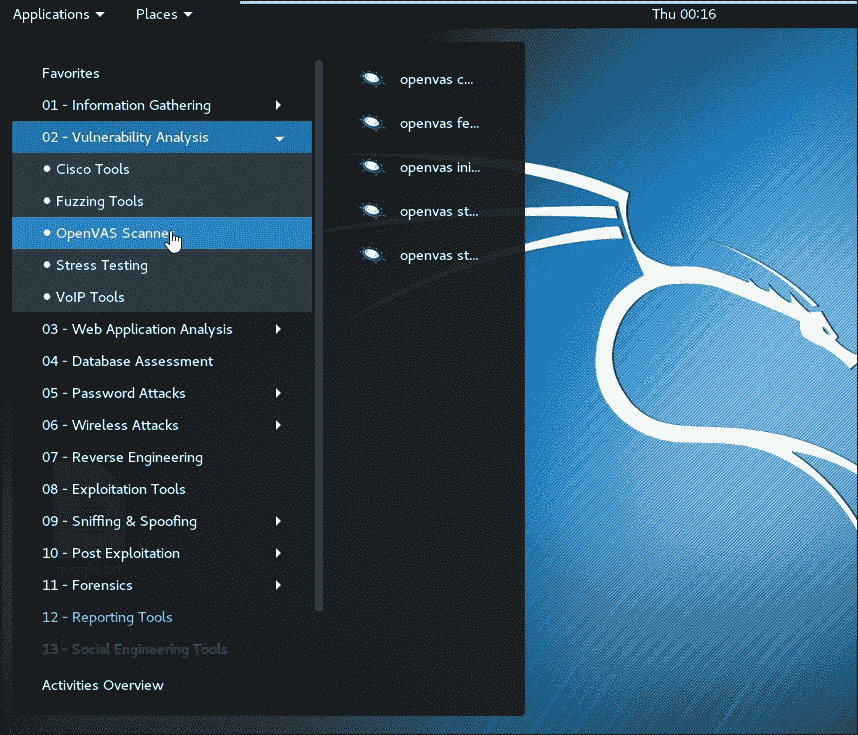 Applications Places Thu 00:16
Favorites
01 - Information Gathering
02 - Vulnerability Analysis
Cisco Tools
Fuzzing Tools
OpenVAS Scanner
Stress Testing
VoIP Tools
03 - Web Application Analysis
04 - Database Assessment
05 - Password Attacks
06 - Wireless Attacks
07 - Reverse Engineering
08 - Exploitation Tools
09 - Sniffing & Spoofing
10 - Post Exploitation
11 - Forensics
12 - Reporting Tools
13 - Social Engineering Tools
Activities Overview
openvas c...
openvas fe...
openvas ini...
openvas st...
openvas st...